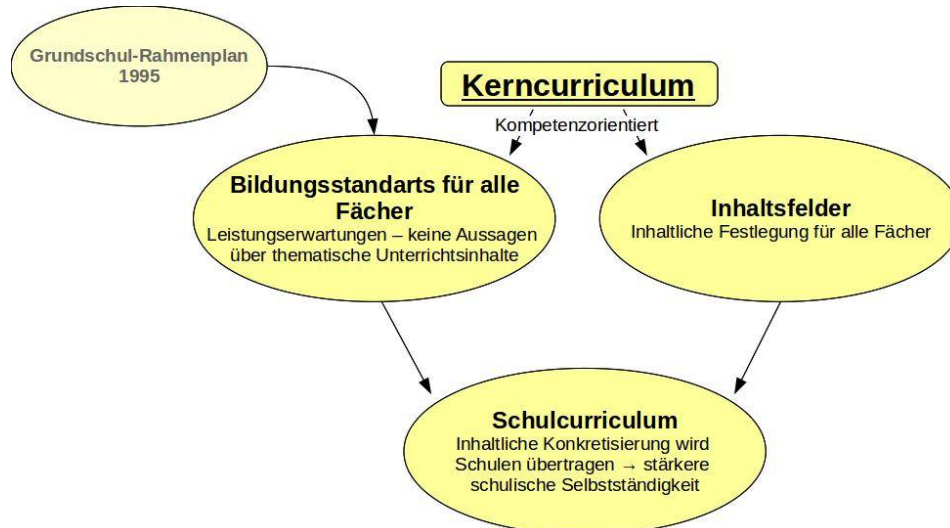 Grundschul-Rahmenplan
1995
Kerncurriculum
Kompetenzorientiert
Bildungsstandarts für alle
Fächer
Leistungserwartungen – keine Aussagen
über thematische Unterrichtsinhalte
Inhaltsfelder
Inhaltliche Festlegung für alle Fächer
Schulcurriculum
Inhaltliche Konkretisierung wird
Schulen übertragen → stärkere
schulische Selbstständigkeit